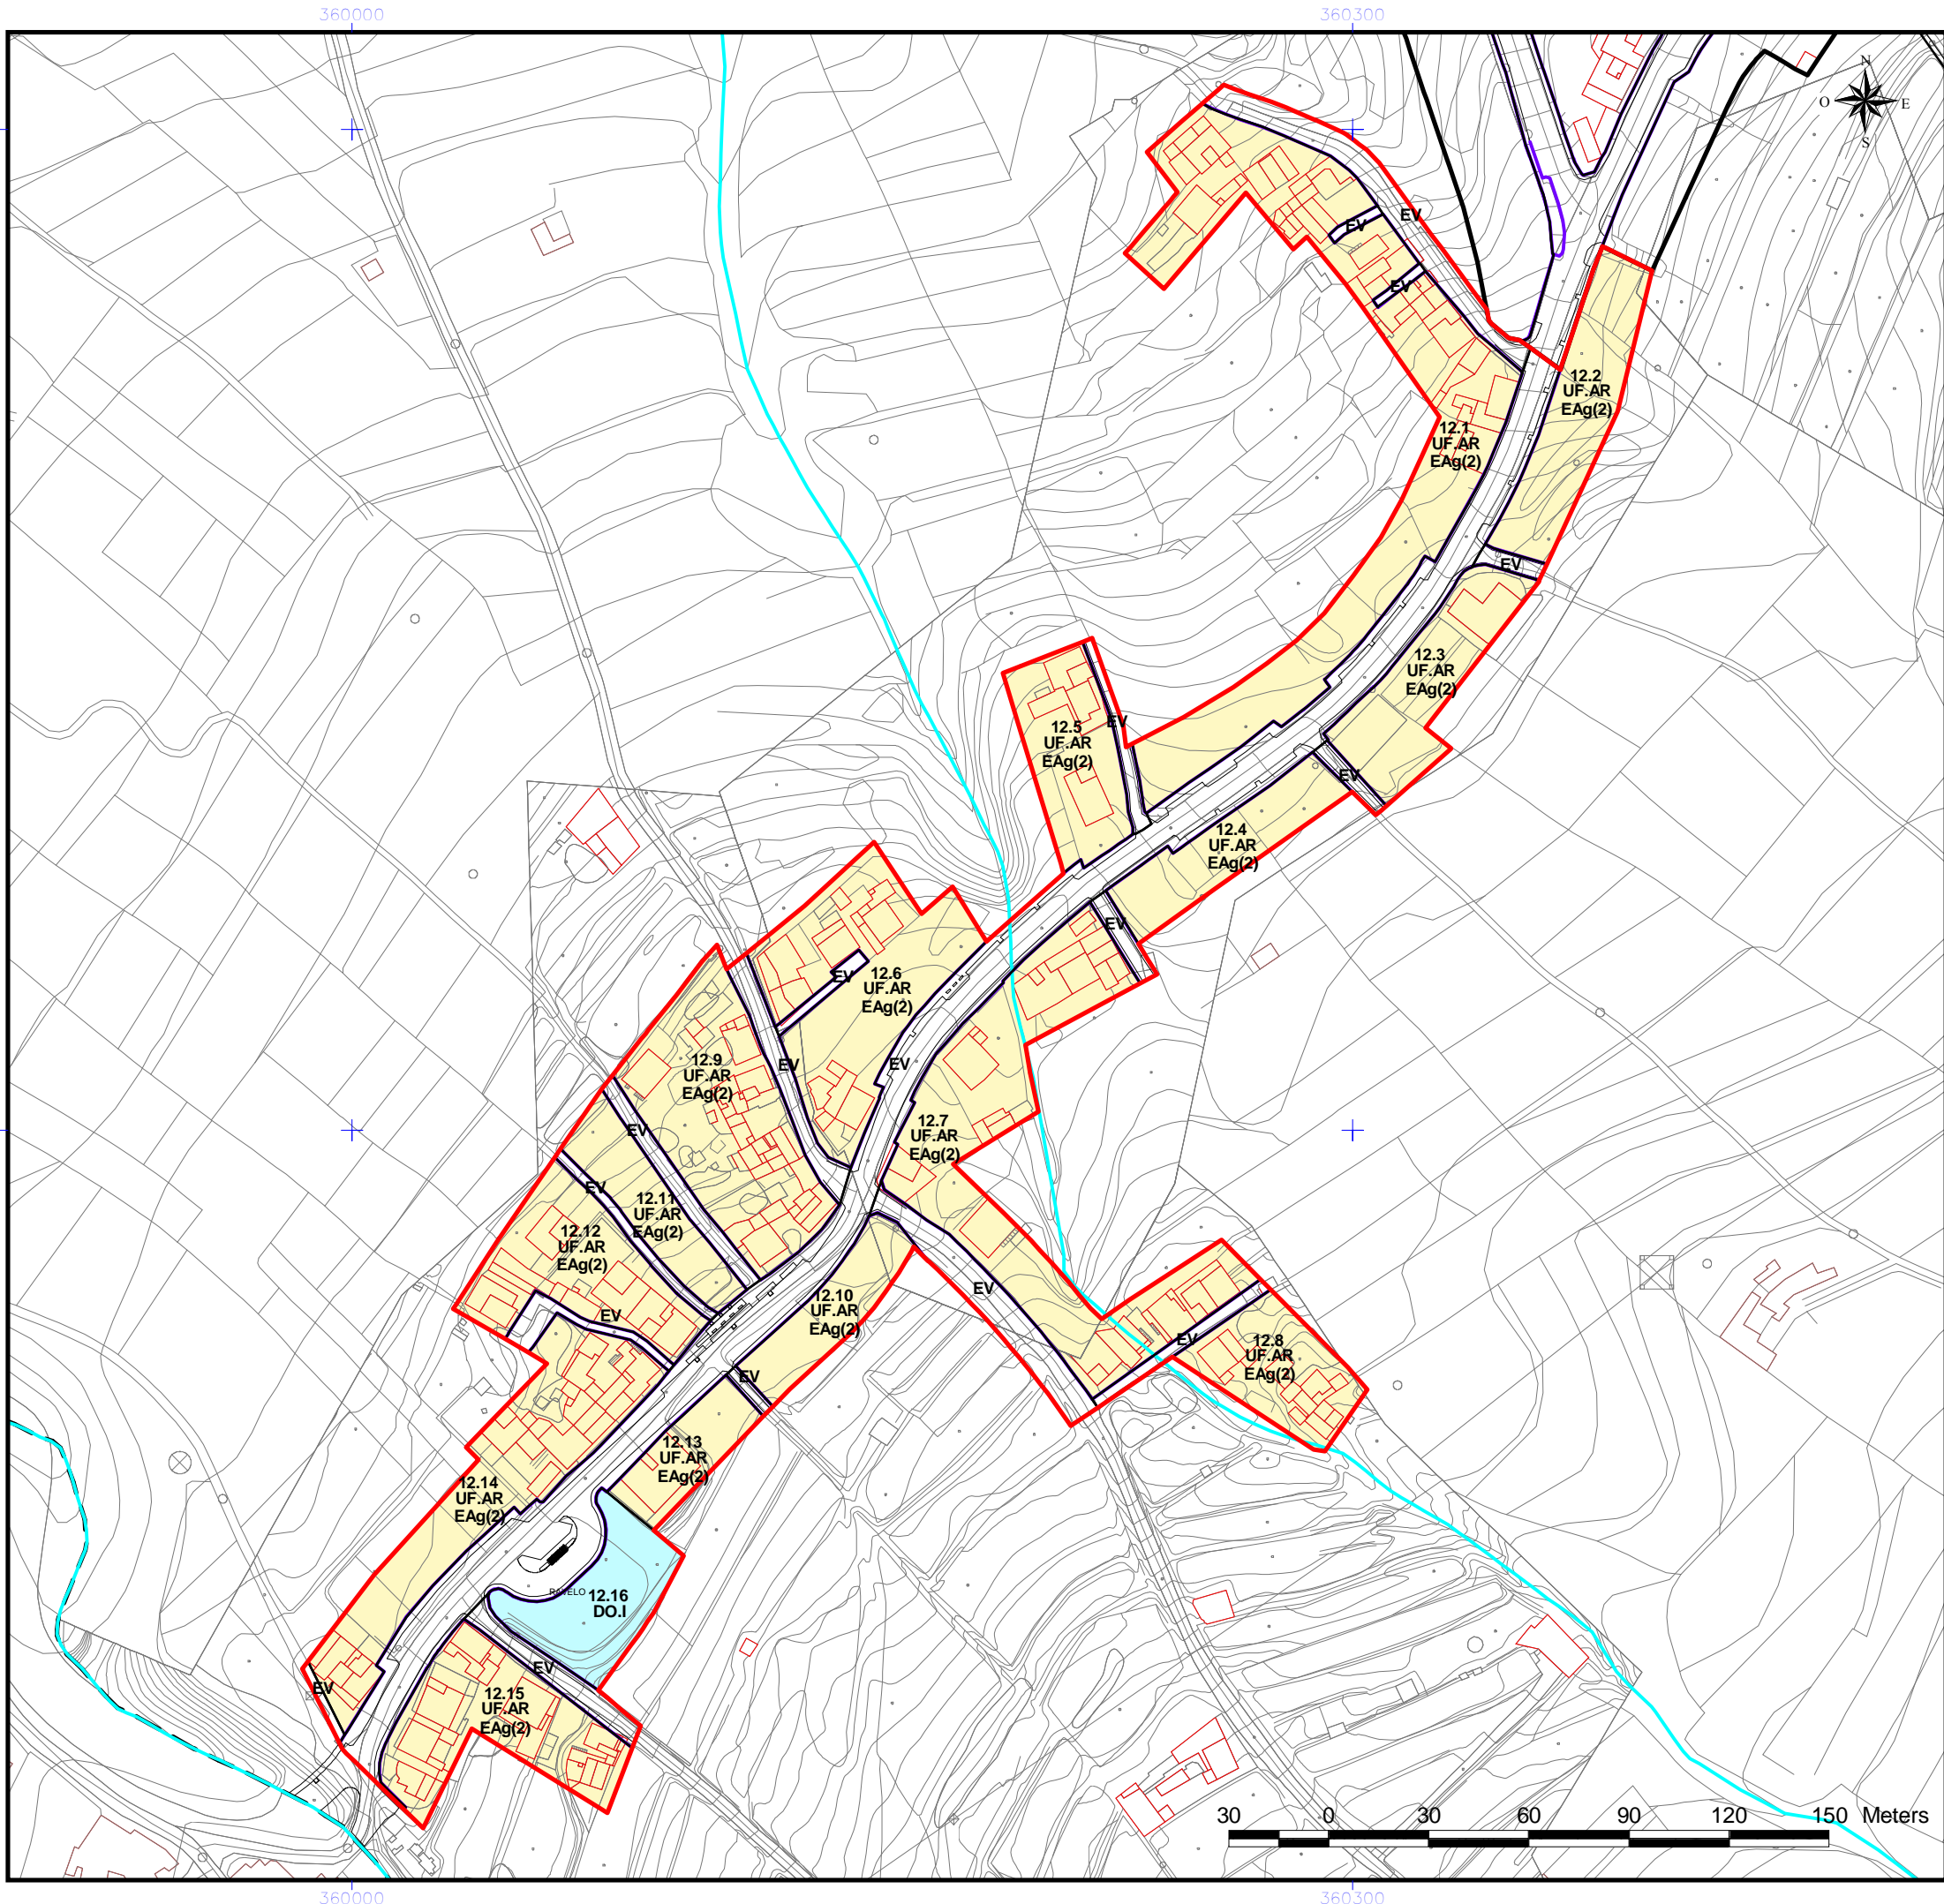 360000
360300
N
O
E
S
EV
EV
EV
12.2
UF.AR
EAg(2)
12.1
UF.AR
EAg(2)
EV
12.3
UF.AR
EAg(2)
12.5
UF.AR
EAg(2)
EV
EV
12.4
UF.AR
EAg(2)
EV
12.6
UF.AR
EAg(2)
EV
12.9
UF.AR
EAg(2)
EV
EV
12.7
UF.AR
EAg(2)
EV
EV
12.11
UF.AR
EAg(2)
12.12
UF.AR
EAg(2)
EV
EV
12.10
UF.AR
EAg(2)
EV
12.8
UF.AR
EAg(2)
EV
12.13
UF.AR
EAg(2)
12.14
UF.AR
EAg(2)
RAVELO
12.16
DO.I
EV
EV
12.15
UF.AR
EAg(2)
30 0 30 60 90 120 150 Meters
360000
360300